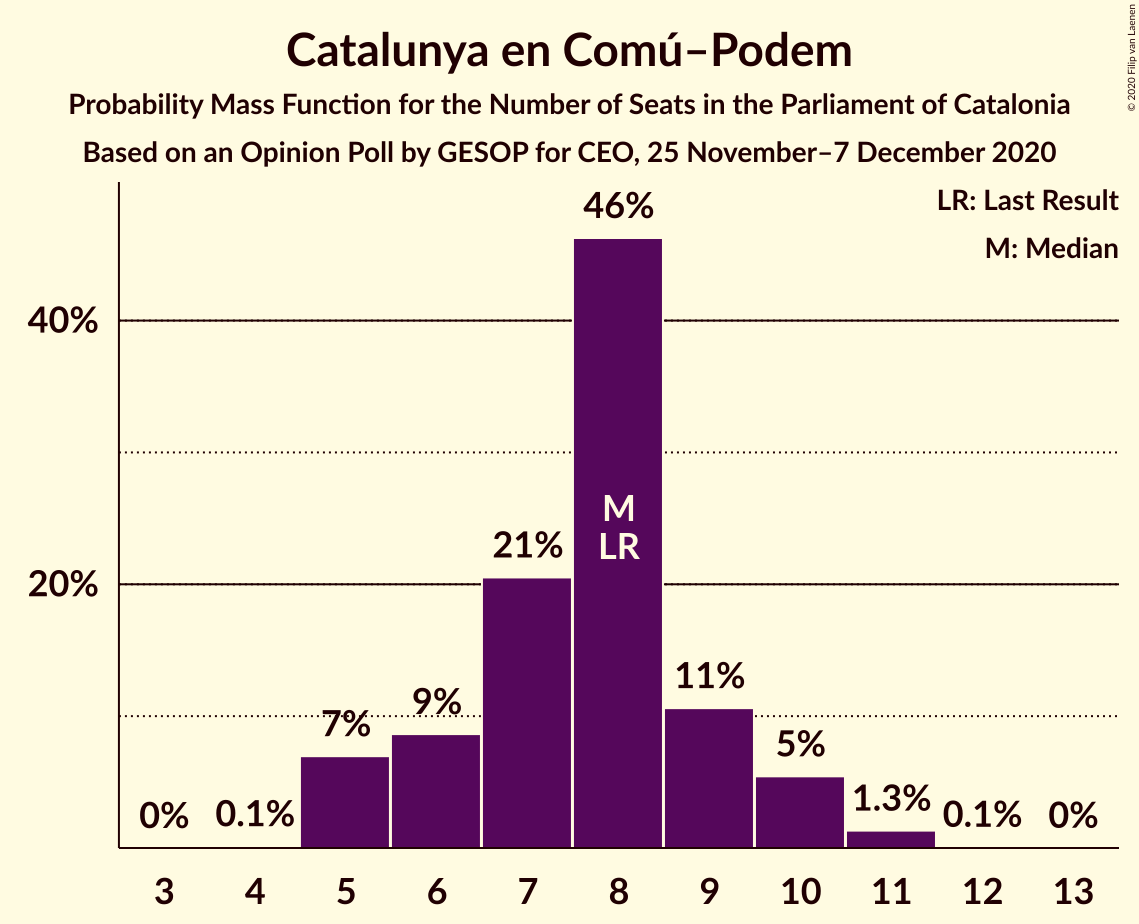 Catalunya en Comú–Podem
Probability Mass Function for the Number of Seats in the Parliament of Catalonia
Based on an Opinion Poll by GESOP for CEO, 25 November–7 December 2020
© 2020 Filip van Laenen
LR: Last Result
M: Median
40%
20%
0%
0.1%
7%
9%
21%
46%
M
LR
11%
5%
1.3%
0.1%
0%
3 4 5 6 7 8 9 10 11 12 13